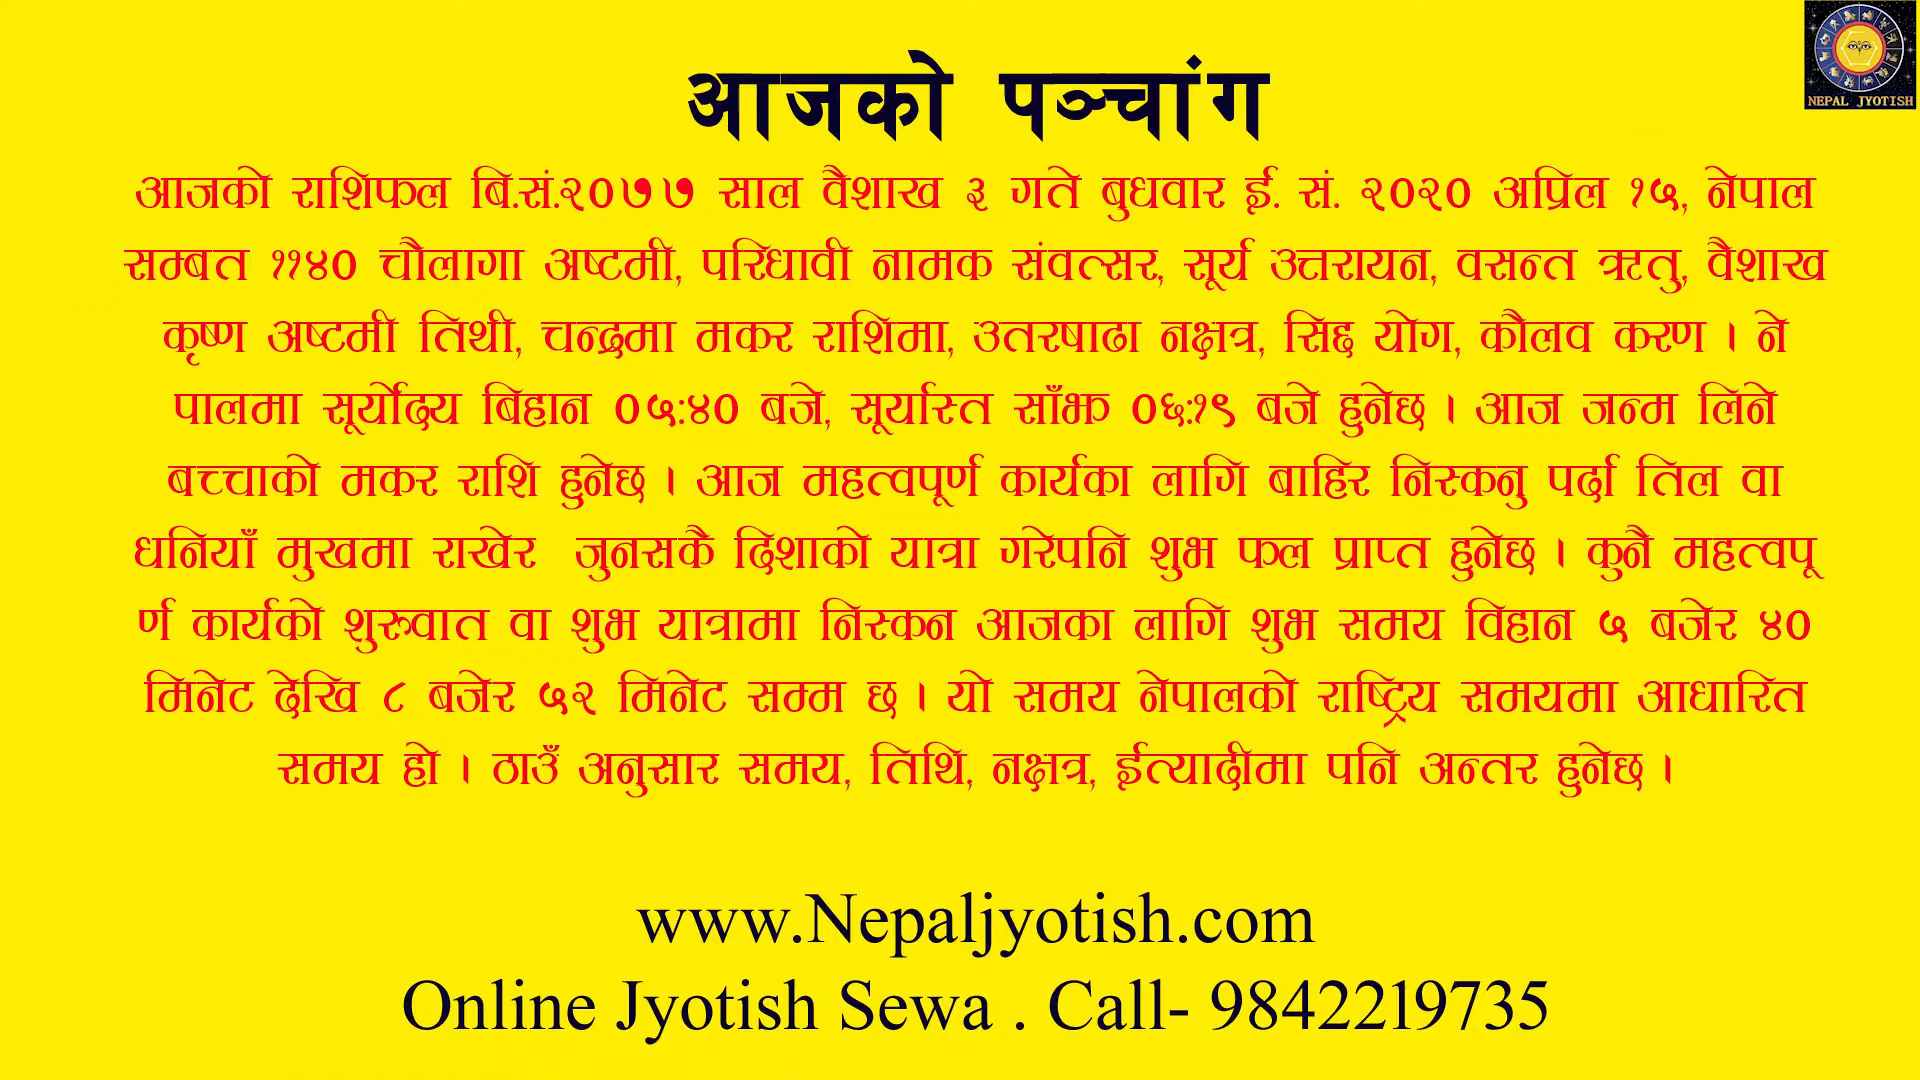 NEPAL JYOTISH
आजको पञ्चांग
आजको राशिफल बि.सं.२०७७ साल वैशाख ३ गते बुधवार ई. सं. २०२० अप्रिल १५, नेपाल
सम्बत ११४० चौलागा अष्टमी, परिधावी नामक संवत्सर, सूर्य उत्तरायन, वसन्त ऋतु, वैशाख
कृष्ण अष्टमी तिथी, चन्द्रमा मकर राशिमा, उतरषाढा नक्षत्र, सिद्द योग, कौलव करण । ने
पालमा सूर्योदय बिहान ०५:४० बजे, सूर्यास्त साँझ ०६:१९ बजे हुनेछ । आज जन्म लिने
बच्चाको मकर राशि हुनेछ । आज महत्वपूर्ण कार्यका लागि बाहिर निस्कनु पर्दा तिल वा
धनियाँ मुखमा राखेर जुनसकै दिशाको यात्रा गरेपनि शुभ फल प्राप्त हुनेछ । कुनै महत्वपू
र्ण कार्यको शुरुवात वा शुभ यात्रामा निस्कन आजका लागि शुभ समय विहान ५ बजेर ४०
मिनेट देखि ८ बजेर ५२ मिनेट सम्म छ । यो समय नेपालको राष्ट्रिय समयमा आधारित
समय हो । ठाउँ अनुसार समय, तिथि, नक्षत्र, ईत्यादीमा पनि अन्तर हुनेछ ।
www.Nepaljyotish.com
Online Jyotish Sewa . Call- 9842219735